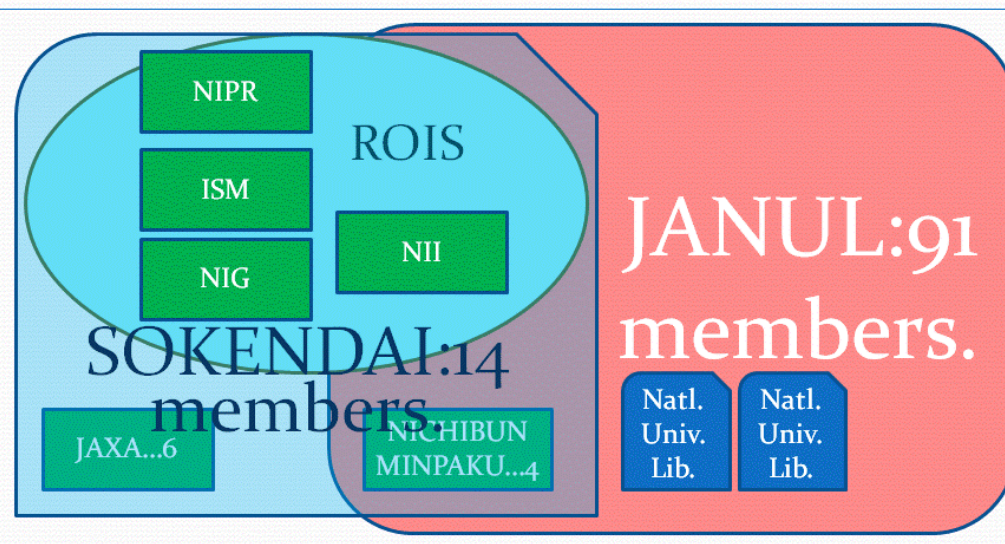 NIPR
ROIS
ISM
NII
NIG
JANUL:91
members.
SOKENDAI:14
members.
JAXA...6
NICHIBUN
MINPAKU...4
Natl.
Univ.
Lib.
Natl.
Univ.
Lib.